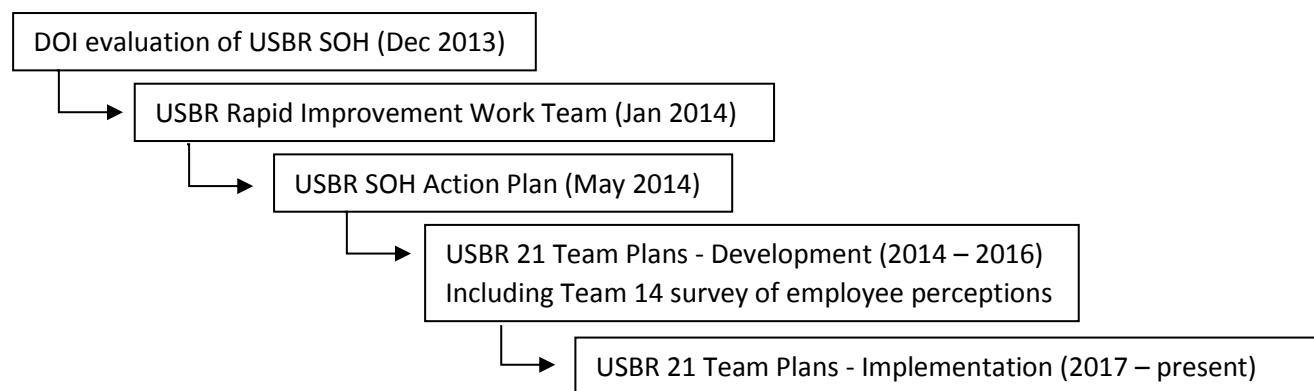 DOI evaluation of USBR SOH (Dec 2013)
USBR Rapid Improvement Work Team (Jan 2014)
USBR SOH Action Plan (May 2014)
USBR 21 Team Plans - Development (2014 – 2016)
Including Team 14 survey of employee perceptions
USBR 21 Team Plans - Implementation (2017 – present)